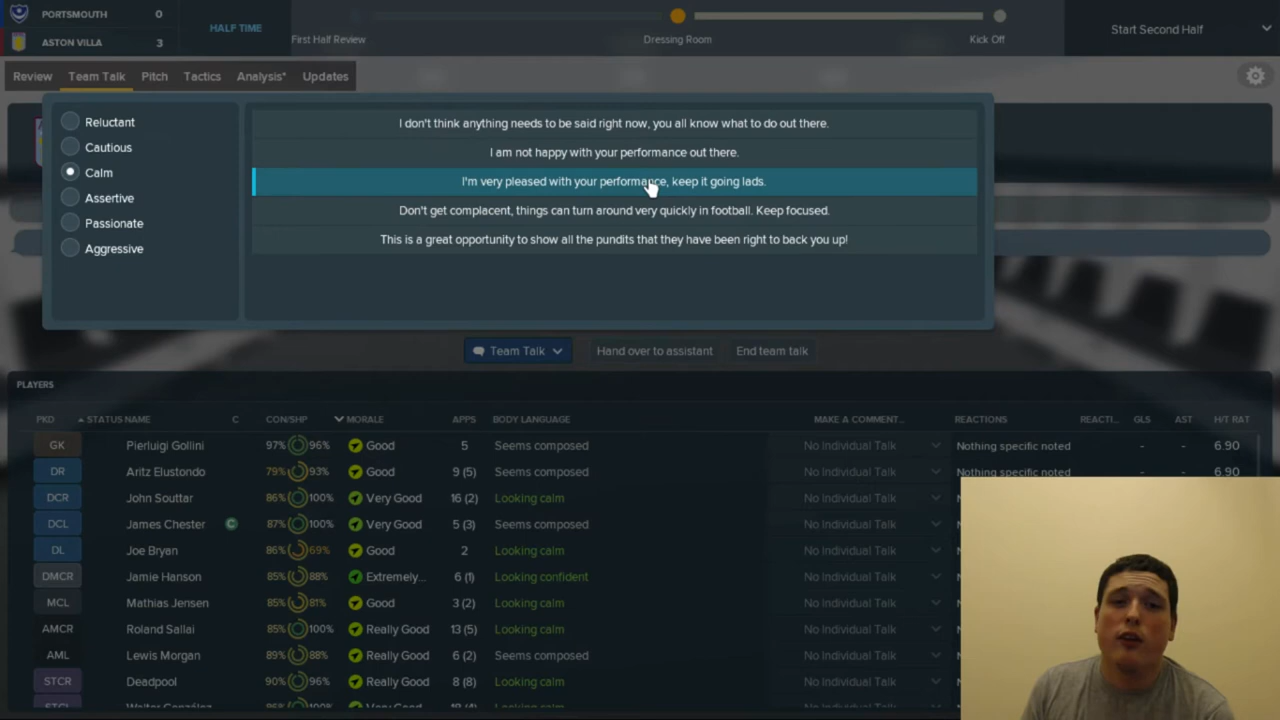 PORTSMOUTH 0
ASTON VILLA 3
HALF TIME
First Half Review
Dressing Room
Kick Off
Start Second Half
Review Team Talk Pitch Tactics Analysis* Updates
Reluctant
Cautious
Calm
Assertive
Passionate
Aggressive
I don't think anything needs to be said right now, you all know what to do out there.
I am not happy with your performance out there.
I'm very pleased with your performance, keep it going lads.
Don't get complacent, things can turn around very quickly in football. Keep focused.
This is a great opportunity to show all the pundits that they have been right to back you up!
Team Talk Hand over to assistant End team talk
PLAYERS
PKD STATUS NAME C CON/SHP MORALE APPS BODY LANGUAGE MAKE A COMMENT... REACTIONS REACTI... GLS AST H/T RAT
GK Pierluigi Gollini 97% 96% Good 5 Seems composed No Individual Talk Nothing specific noted - - 6.90
DR Aritz Elustondo 79% 93% Good 9 (5) Seems composed No Individual Talk Nothing specific noted - - 6.90
DCR John Souttar 86% 100% Very Good 16 (2) Looking calm No Individual Talk
DCL James Chester C 87% 100% Very Good 5 (3) Seems composed No Individual Talk
DL Joe Bryan 86% 69% Good 2 Looking calm No Individual Talk
DMCR Jamie Hanson 85% 88% Extremely... 6 (1) Looking confident No Individual Talk
MCL Mathias Jensen 85% 81% Good 3 (2) Looking calm No Individual Talk
AMCR Roland Sallai 85% 100% Really Good 13 (5) Looking calm No Individual Talk
AML Lewis Morgan 89% 88% Really Good 6 (2) Seems composed No Individual Talk
STCR Deadpool 90% 96% Really Good 8 (8) Looking calm No Individual Talk